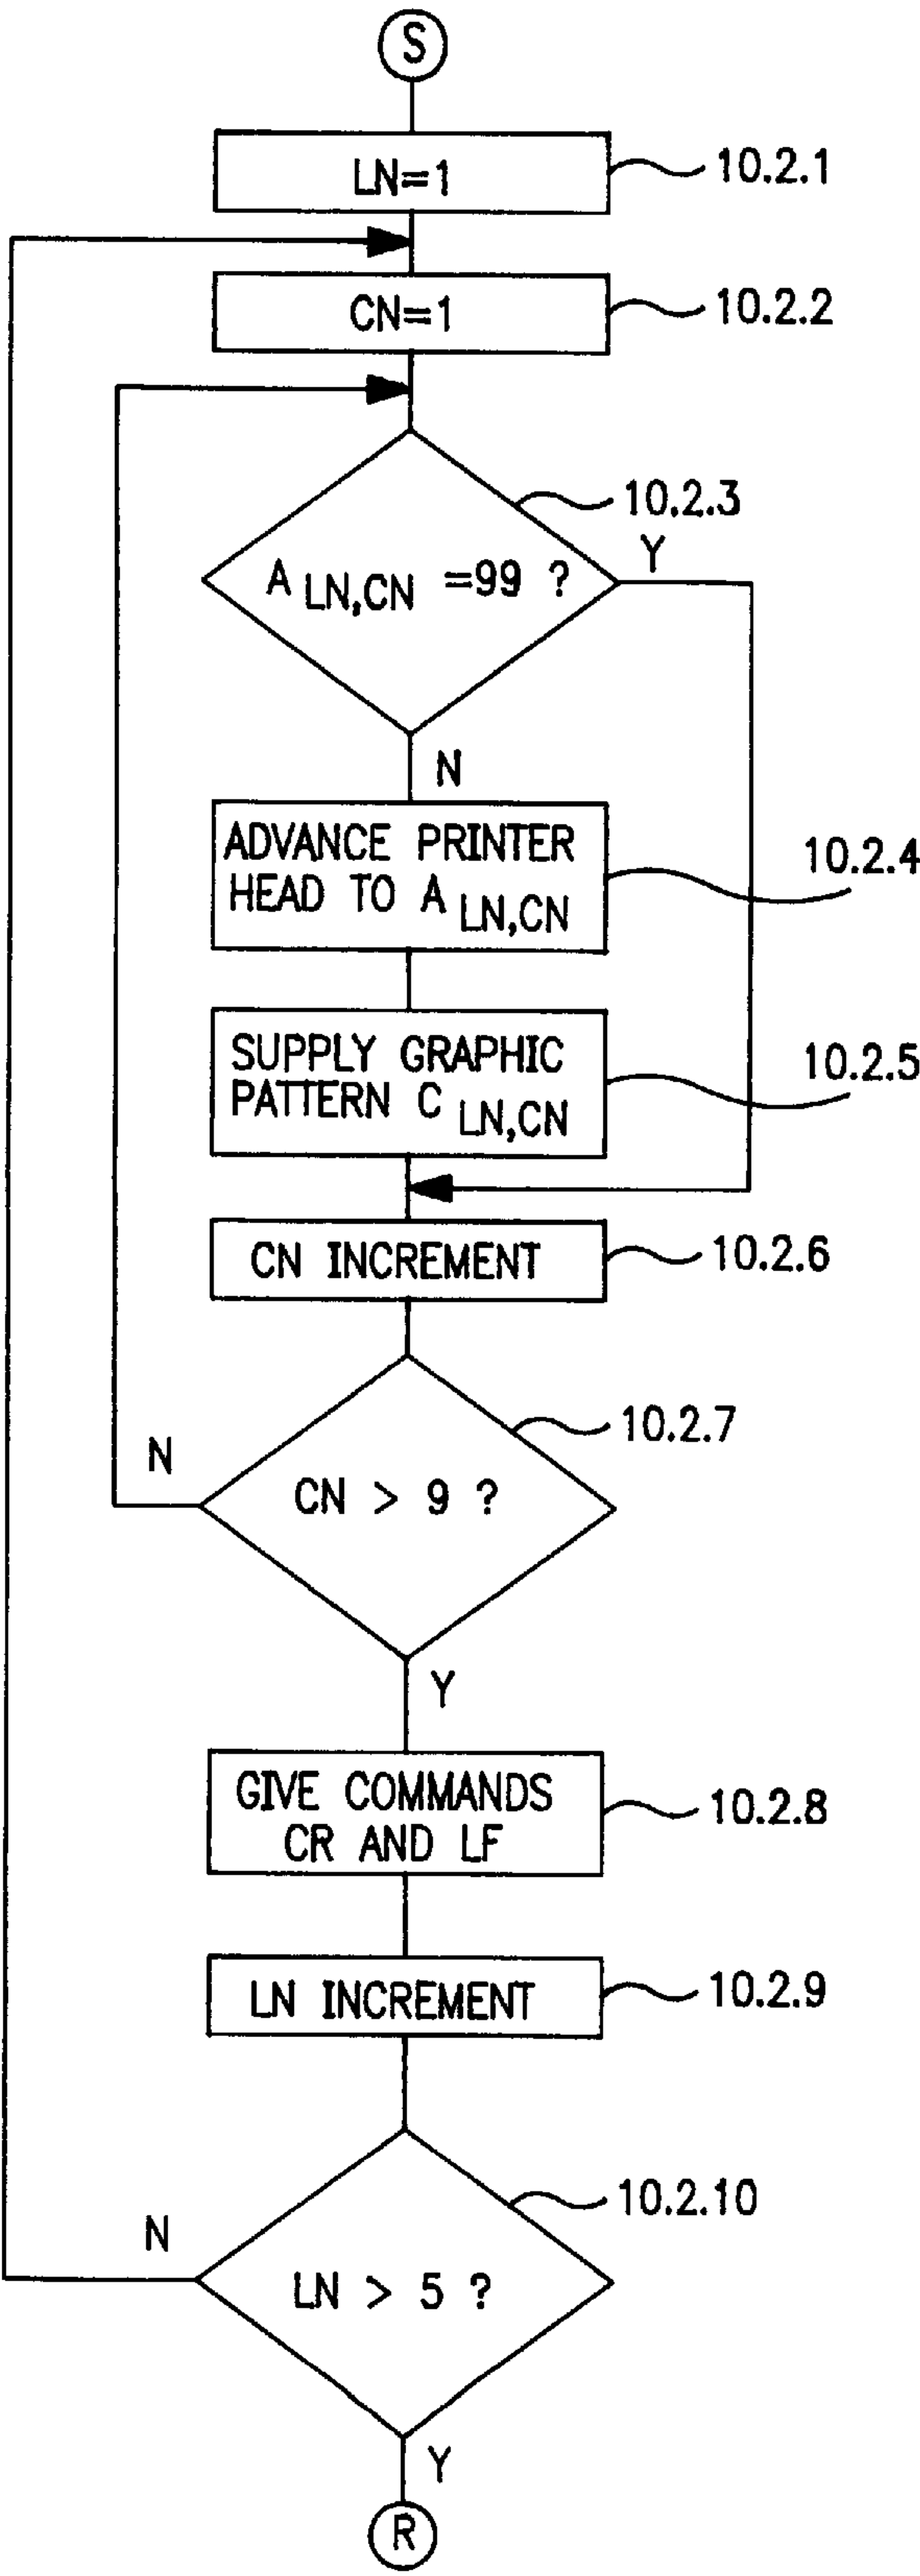 S
LN=1
10.2.1
CN=1
10.2.2
10.2.3
A LN,CN =99 ?
Y
N
ADVANCE PRINTER
HEAD TO A LN,CN
10.2.4
SUPPLY GRAPHIC
PATTERN C LN,CN
10.2.5
CN INCREMENT
10.2.6
10.2.7
N
CN > 9 ?
Y
GIVE COMMANDS
CR AND LF
10.2.8
LN INCREMENT
10.2.9
10.2.10
N
LN > 5 ?
Y
R